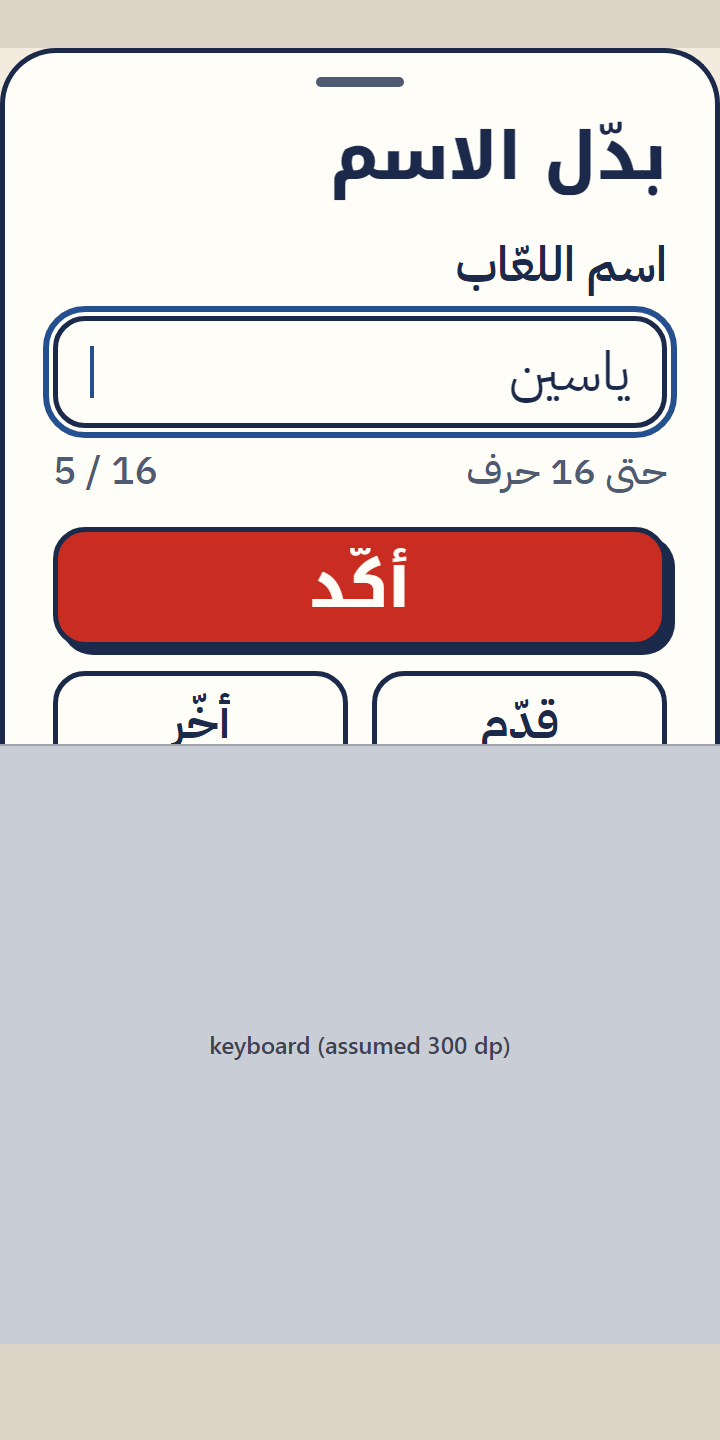 بدّل الاسم
اسم اللعّاب
ياسين
حتى 16 حرف
5 / 16
أكّد
قدّم
أخّر
keyboard (assumed 300 dp)